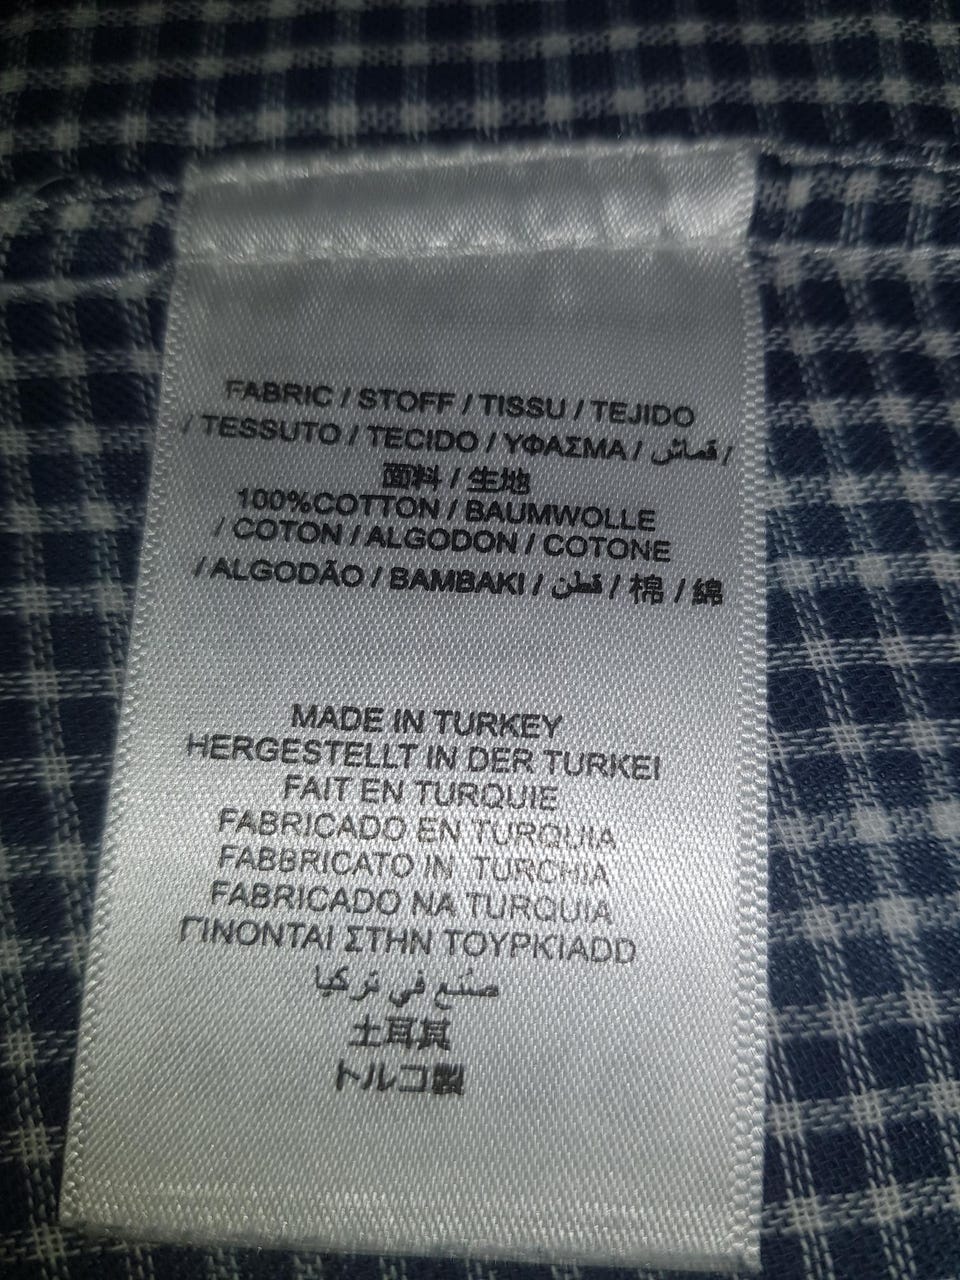 FABRIC / STOFF / TISSU / TEJIDO
/ TESSUTO / TECIDO / ΥΦΑΣΜΑ / قماش /
面料 / 生地
100%COTTON / BAUMWOLLE
/ COTON / ALGODON / COTONE
/ ALGODÃO / BAMBAKI / قطن / 棉 / 綿
MADE IN TURKEY
HERGESTELLT IN DER TURKEI
FAIT EN TURQUIE
FABRICADO EN TURQUIA
FABBRICATO IN TURCHIA
FABRICADO NA TURQUIA
ΓΙΝΟΝΤΑΙ ΣΤΗΝ ΤΟΥΡΚΙΑDD
صنع في تركيا
土耳其
トルコ製